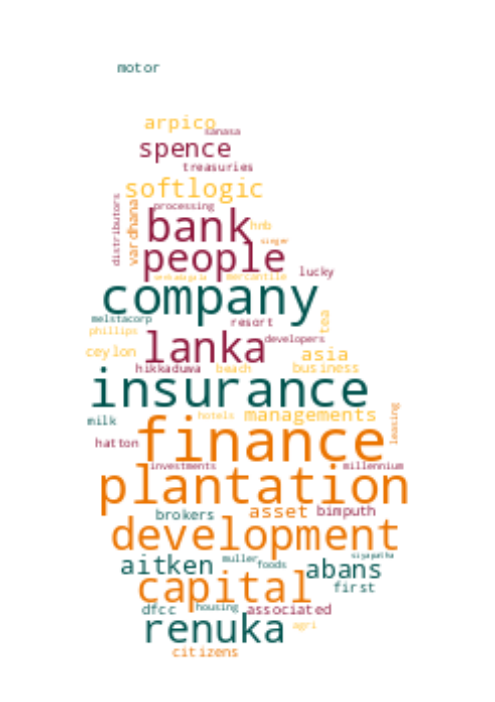 motor
arpico
sanasa
spence
treasuries
softlogic
distributors
vardhana
processing
bank
hnb
singer
people
lucky
mercantile
company
melstacorp
resort
tea
phillips
lanka
developers
ceylon
asia
hikkaduwa
beach
business
insurance
milk
hotels
managements
leasing
hatton
finance
investments
millennium
plantation
brokers
asset
bimputh
development
aitken
muller
foods
siyapatha
abans
capital
first
dfcc
housing
associated
renuka
agri
citizens